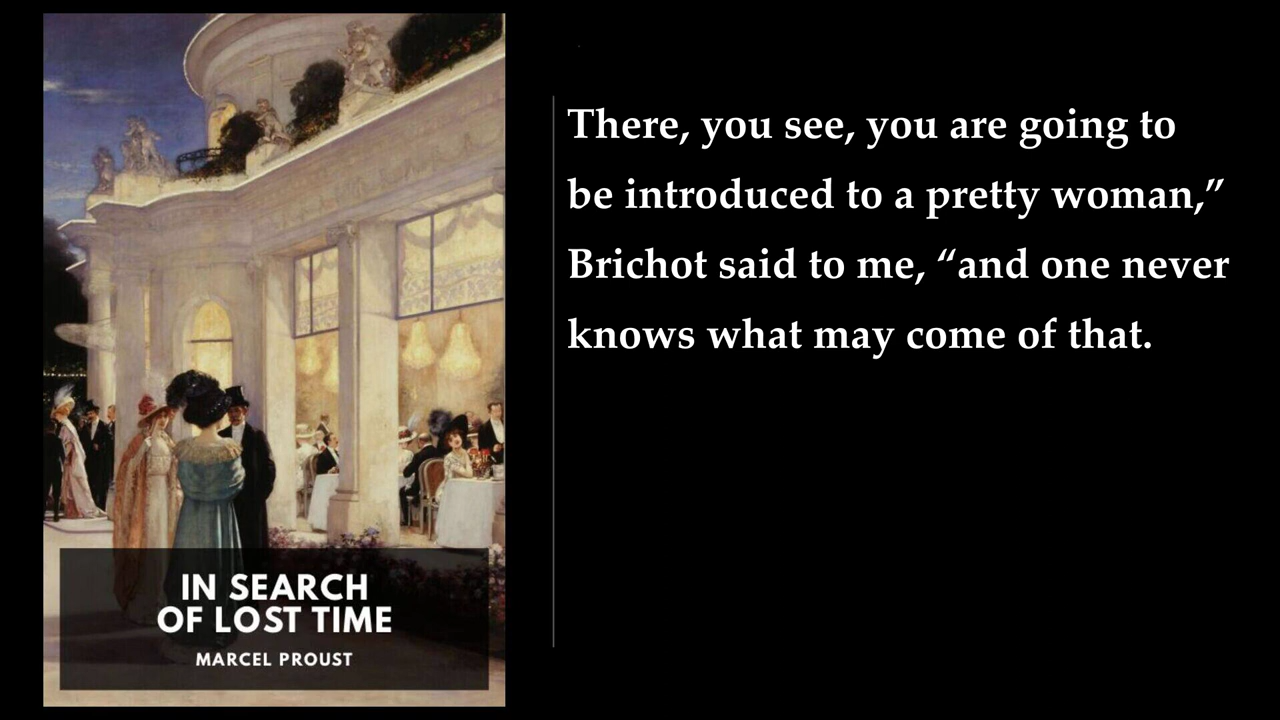 There, you see, you are going to
be introduced to a pretty woman,”
Brichot said to me, “and one never
knows what may come of that.
IN SEARCH
OF LOST TIME
MARCEL PROUST